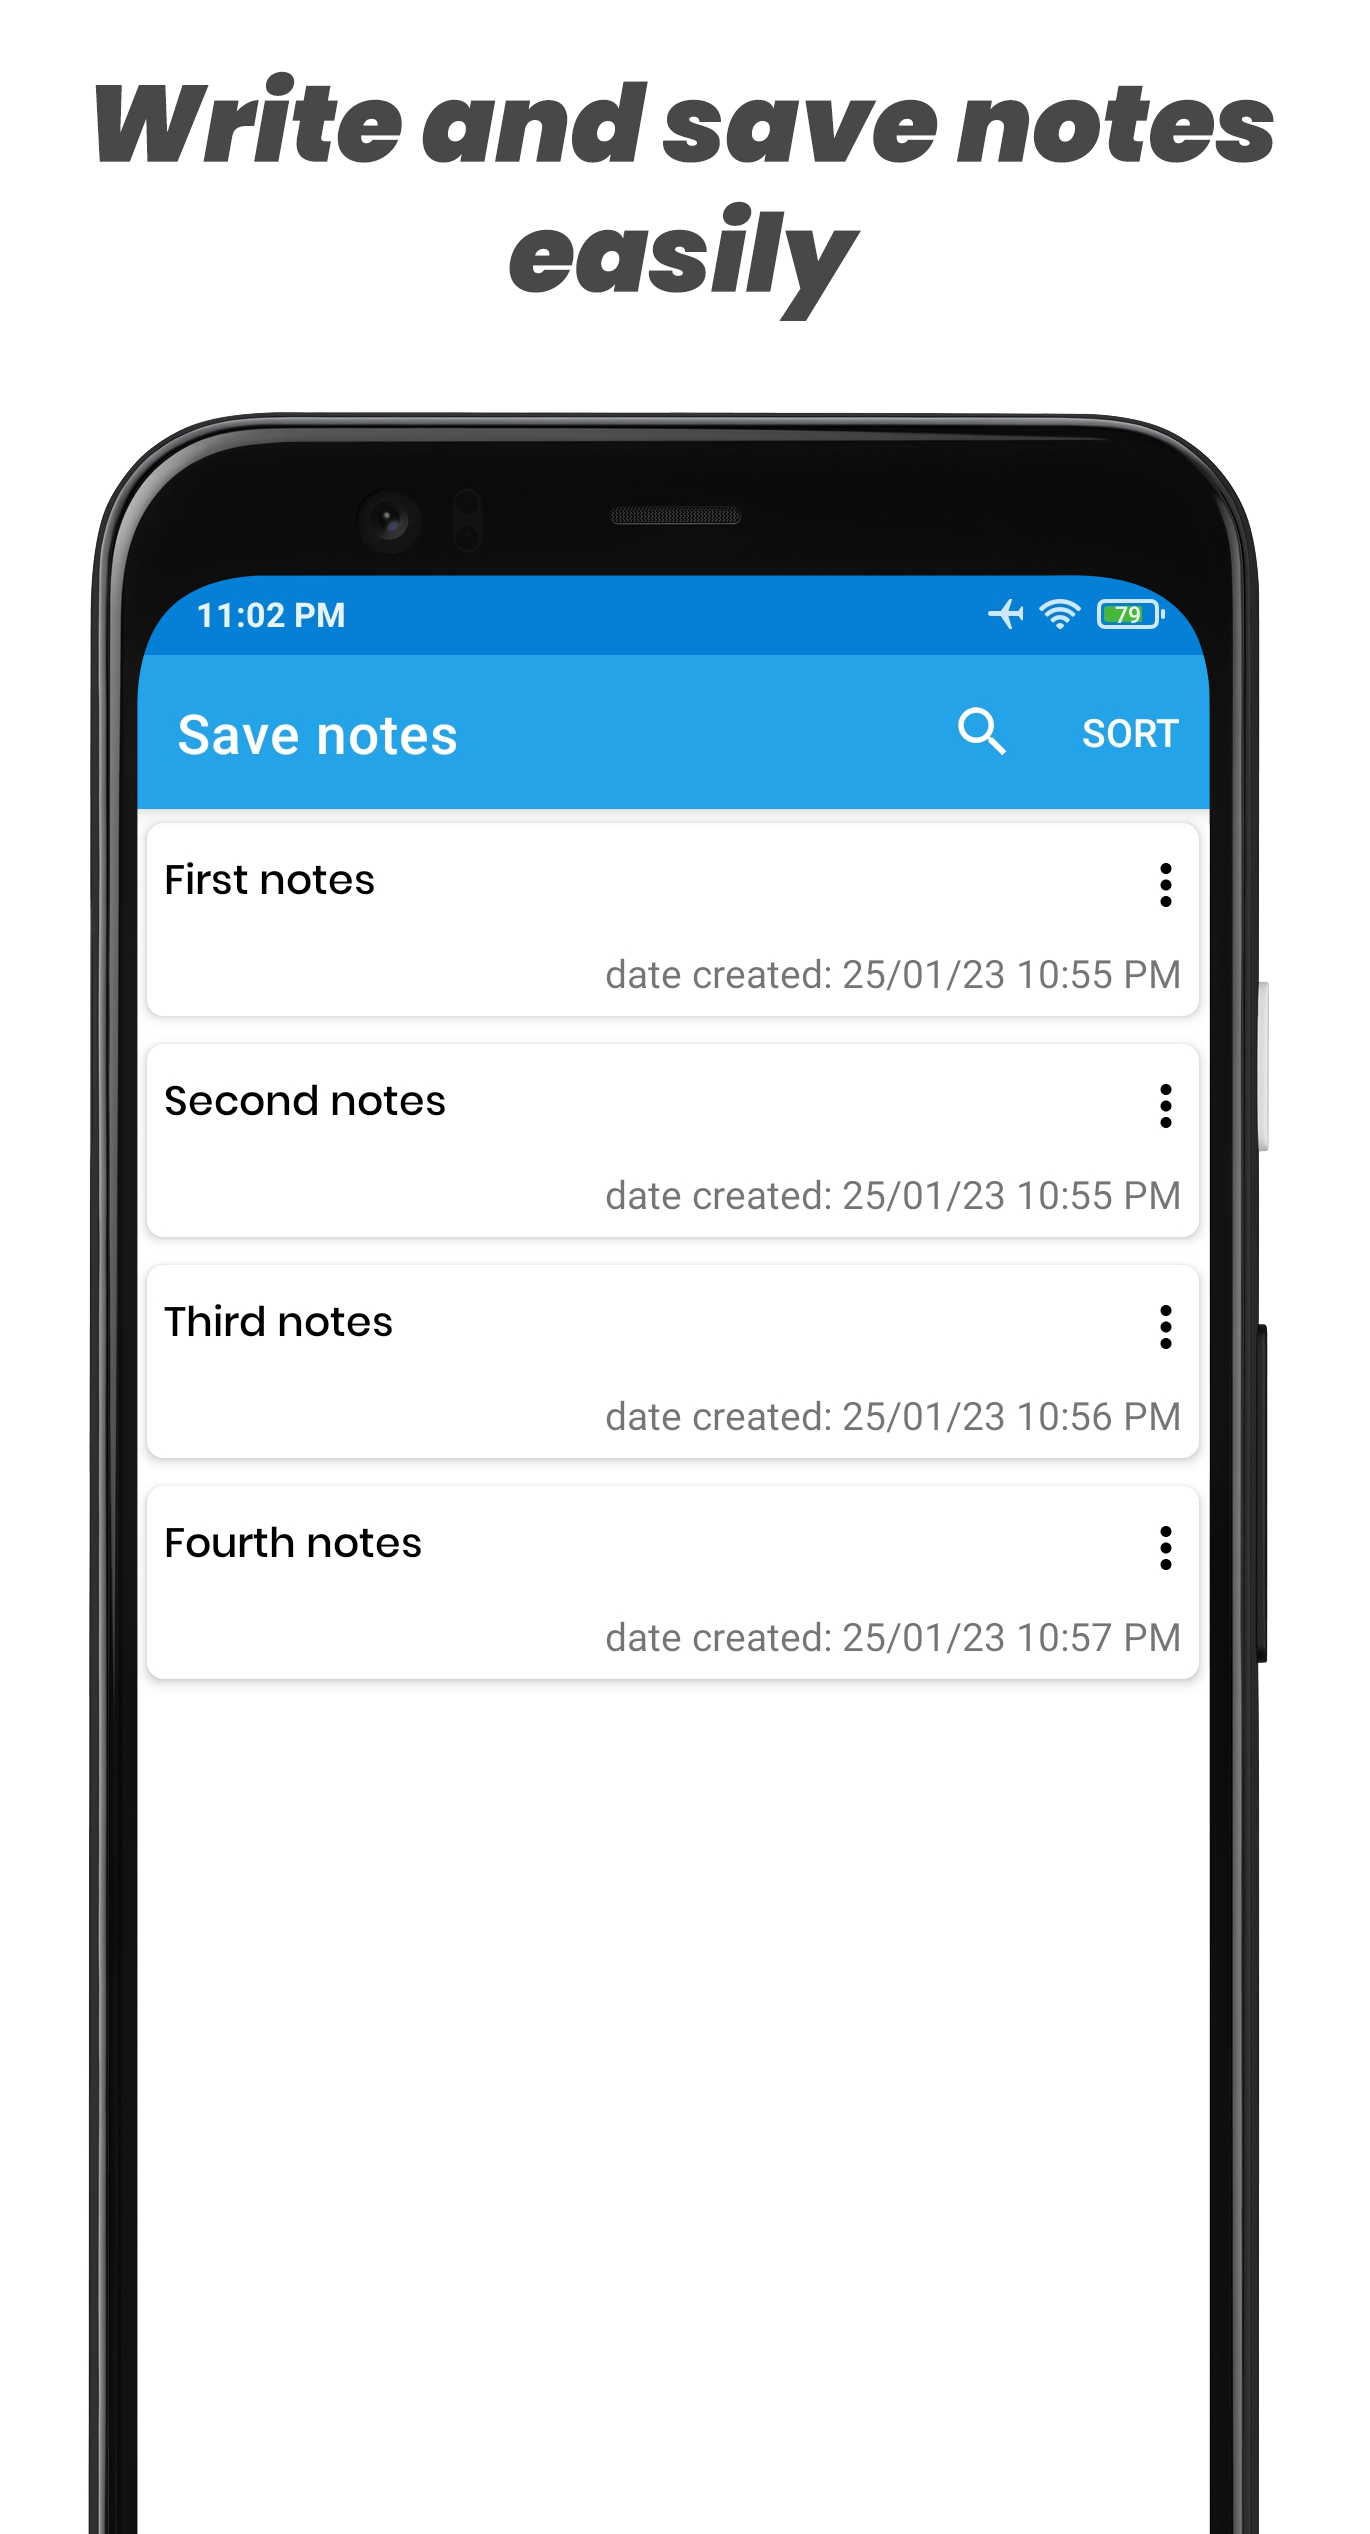 Write and save notes
easily
11:02 PM
79
Save notes
SORT
First notes
date created: 25/01/23 10:55 PM
Second notes
date created: 25/01/23 10:55 PM
Third notes
date created: 25/01/23 10:56 PM
Fourth notes
date created: 25/01/23 10:57 PM